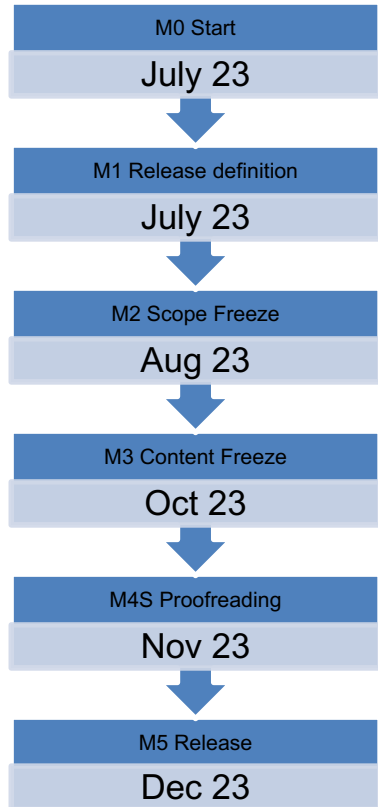 M0 Start
July 23
M1 Release definition
July 23
M2 Scope Freeze
Aug 23
M3 Content Freeze
Oct 23
M4S Proofreading
Nov 23
M5 Release
Dec 23